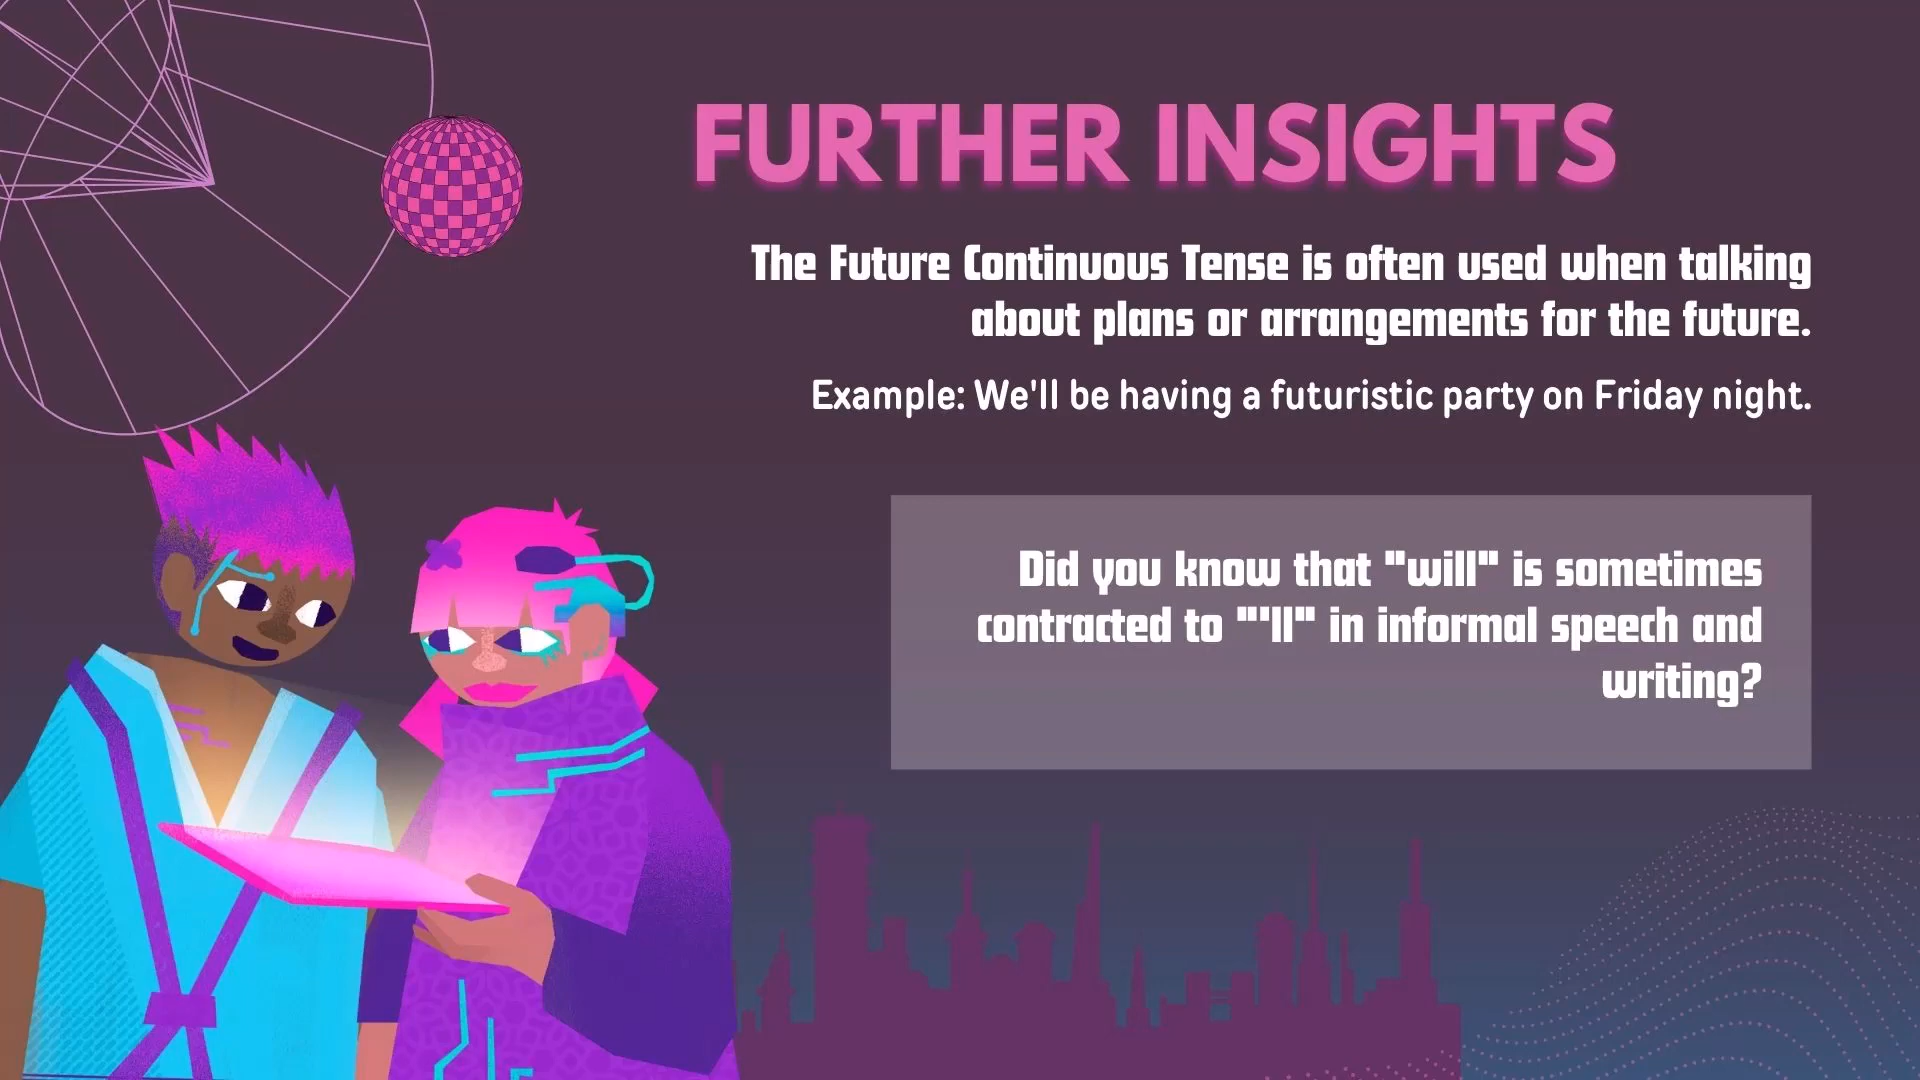 FURTHER INSIGHTS
The Future Continuous Tense is often used when talking
about plans or arrangements for the future.
Example: We'll be having a futuristic party on Friday night.
Did you know that "will" is sometimes
contracted to "'ll" in informal speech and
writing?